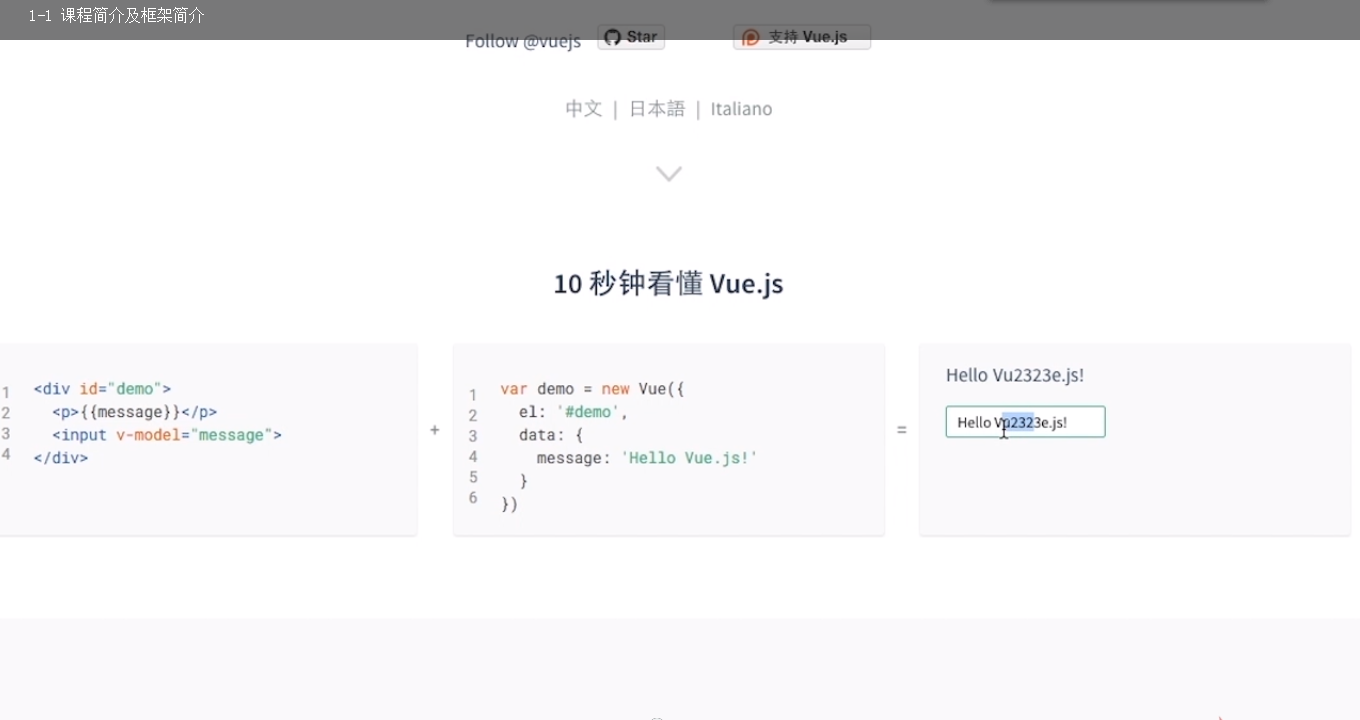 1-1 课程简介及框架简介
Follow @vuejs Star 支持 Vue.js
中文 | 日本語 | Italiano
10 秒钟看懂 Vue.js
1 <div id="demo">
2 <p>{{message}}</p>
3 <input v-model="message">
4 </div>
+
1 var demo = new Vue({
2 el: '#demo',
3 data: {
4 message: 'Hello Vue.js!'
5 }
6 })
=
Hello Vu2323e.js!
Hello Vu2323e.js!